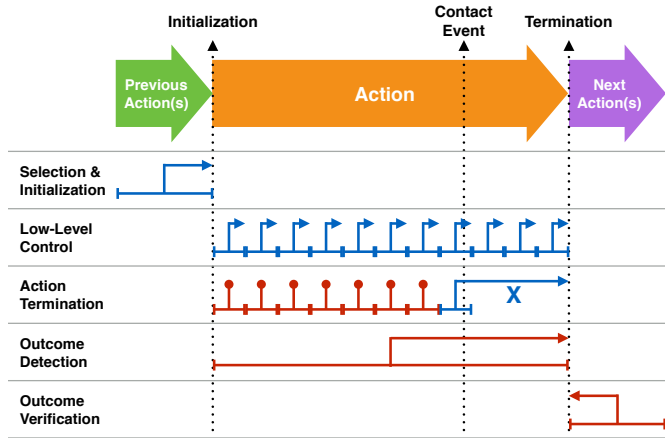 Initialization
Contact
Event
Termination
Previous
Action(s)
Action
Next
Action(s)
Selection &
Initialization
Low-Level
Control
Action
Termination
X
Outcome
Detection
Outcome
Verification